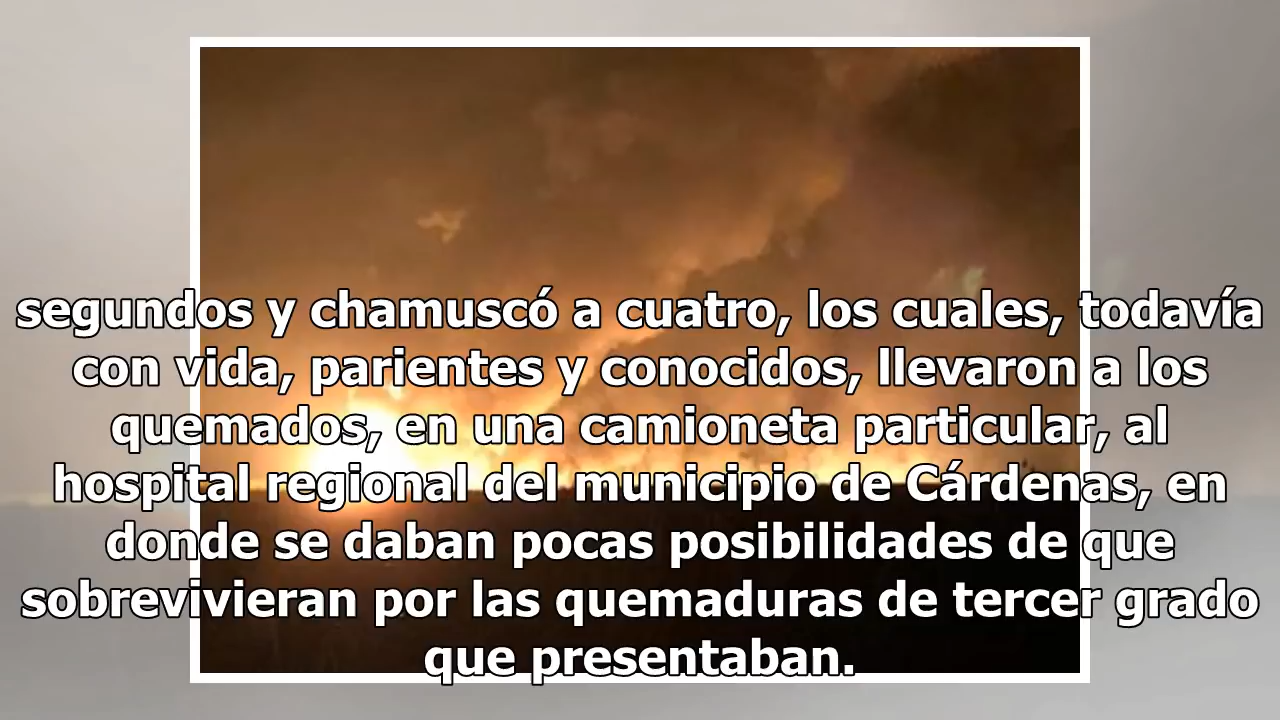 segundos y chamuscó a cuatro, los cuales, todavía
con vida, parientes y conocidos, llevaron a los
quemados, en una camioneta particular, al
hospital regional del municipio de Cárdenas, en
donde se daban pocas posibilidades de que
sobrevivieran por las quemaduras de tercer grado
que presentaban.